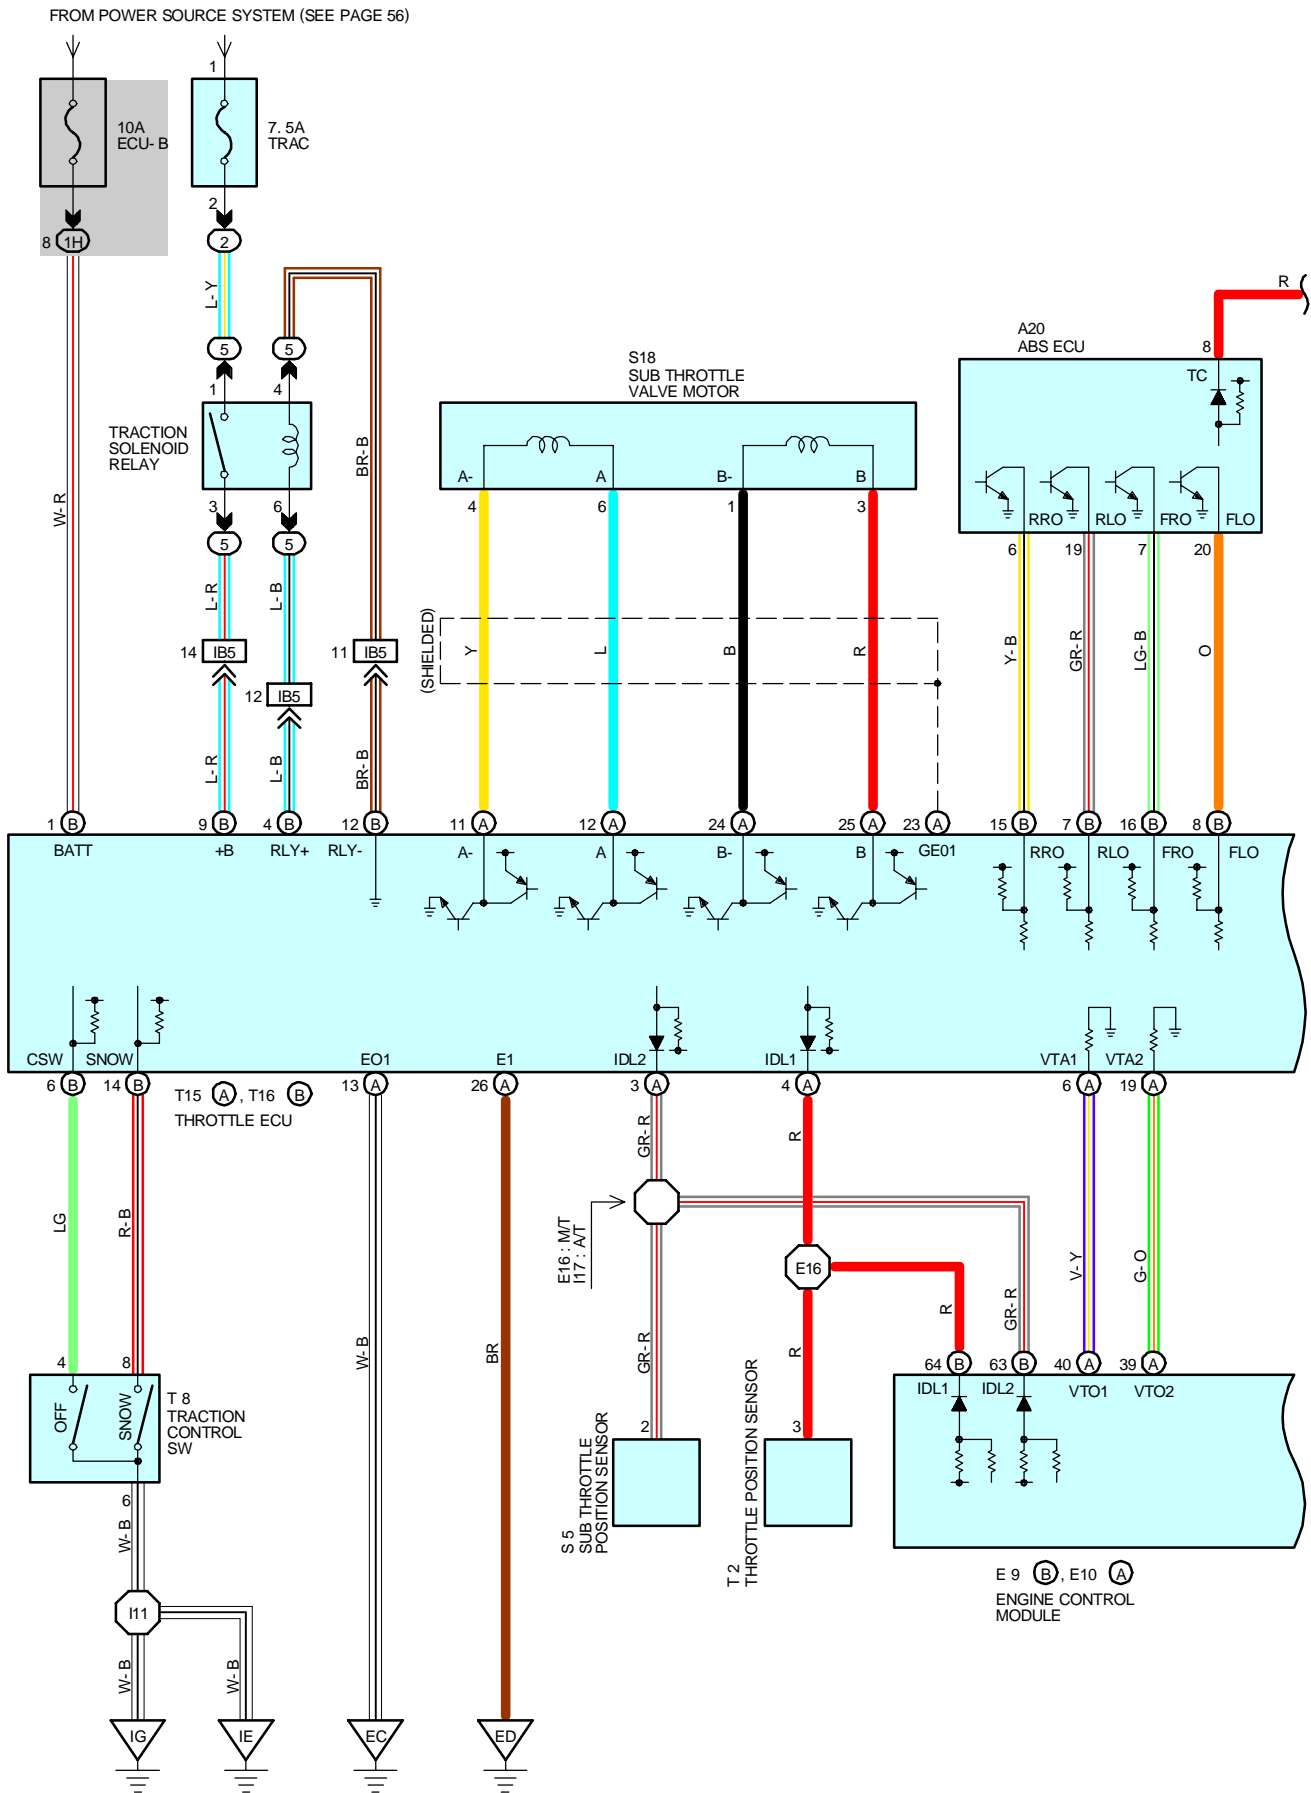 FROM POWER SOURCE SYSTEM (SEE PAGE 56)
1
10A
ECU- B
7. 5A
TRAC
2
8 1H
2
L- Y
R
5 5
A20
ABS ECU
8
TC
1 4
S18
SUB THROTTLE
VALVE MOTOR
TRACTION
SOLENOID
RELAY
BR- B
W- R
A- A B- B
3 6
4 6 1 3
RRO RLO FRO FLO
5 5
6 19 7 20
L- R L- B
(SHIELDED)
Y L B R
Y- B GR- R LG- B O
14 IB5
11 IB5
12 IB5
L- R L- B BR- B
1 B 9 B 4 B 12 B 11 A 12 A 24 A 25 A 23 A 15 B 7 B 16 B 8 B
BATT +B RLY+ RLY- A- A B- B GE01 RRO RLO FRO FLO
CSW SNOW EO1 E1 IDL2 IDL1 VTA1 VTA2
6 B 14 B 13 A 26 A 3 A 4 A 6 A 19 A
T15 A , T16 B
THROTTLE ECU
GR- R R
LG R- B
E16 : M/T
I17 : A/T
E16
V- Y G- O
W- B BR
GR- R R
R GR- R
4 8
64 B 63 B 40 A 39 A
IDL1 IDL2 VTO1 VTO2
OFF SNOW
T 8
TRACTION
CONTROL
SW
2 3
6
W- B
S 5
SUB THROTTLE
POSITION SENSOR
T 2
THROTTLE POSITION SENSOR
E 9 B , E10 A
ENGINE CONTROL
MODULE
I11
W- B W- B
IG IE EC ED